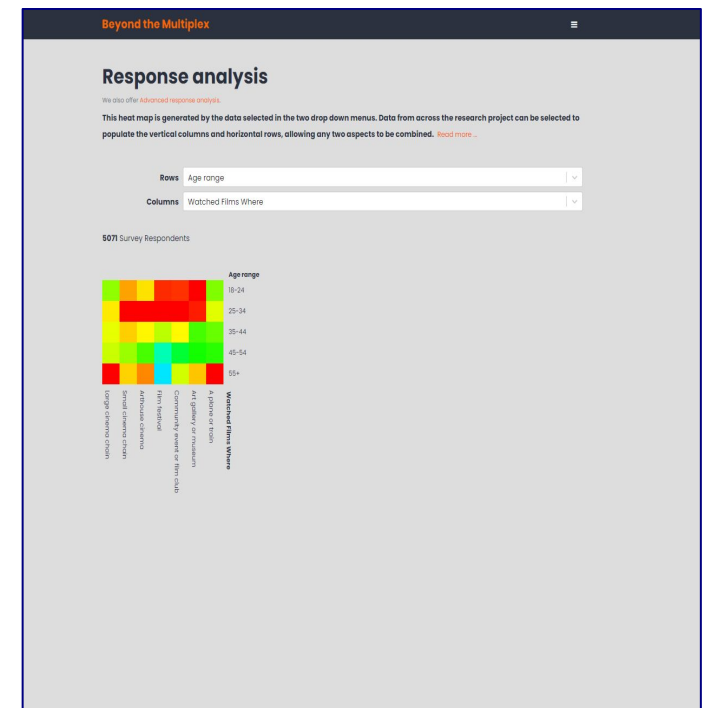 Beyond the Multiplex
Response analysis
We also offer Advanced response analysis.
This heat map is generated by the data selected in the two drop down menus. Data from across the research project can be selected to
populate the vertical columns and horizontal rows, allowing any two aspects to be combined. Read more ...
Rows Age range
Columns Watched Films Where
5071 Survey Respondents
Age range
18-24
25-34
35-44
45-54
55+
Large cinema chain
Small cinema chain
Arthouse cinema
Film festival
Community event or film club
Art gallery or museum
A plane or train
Watched Films Where